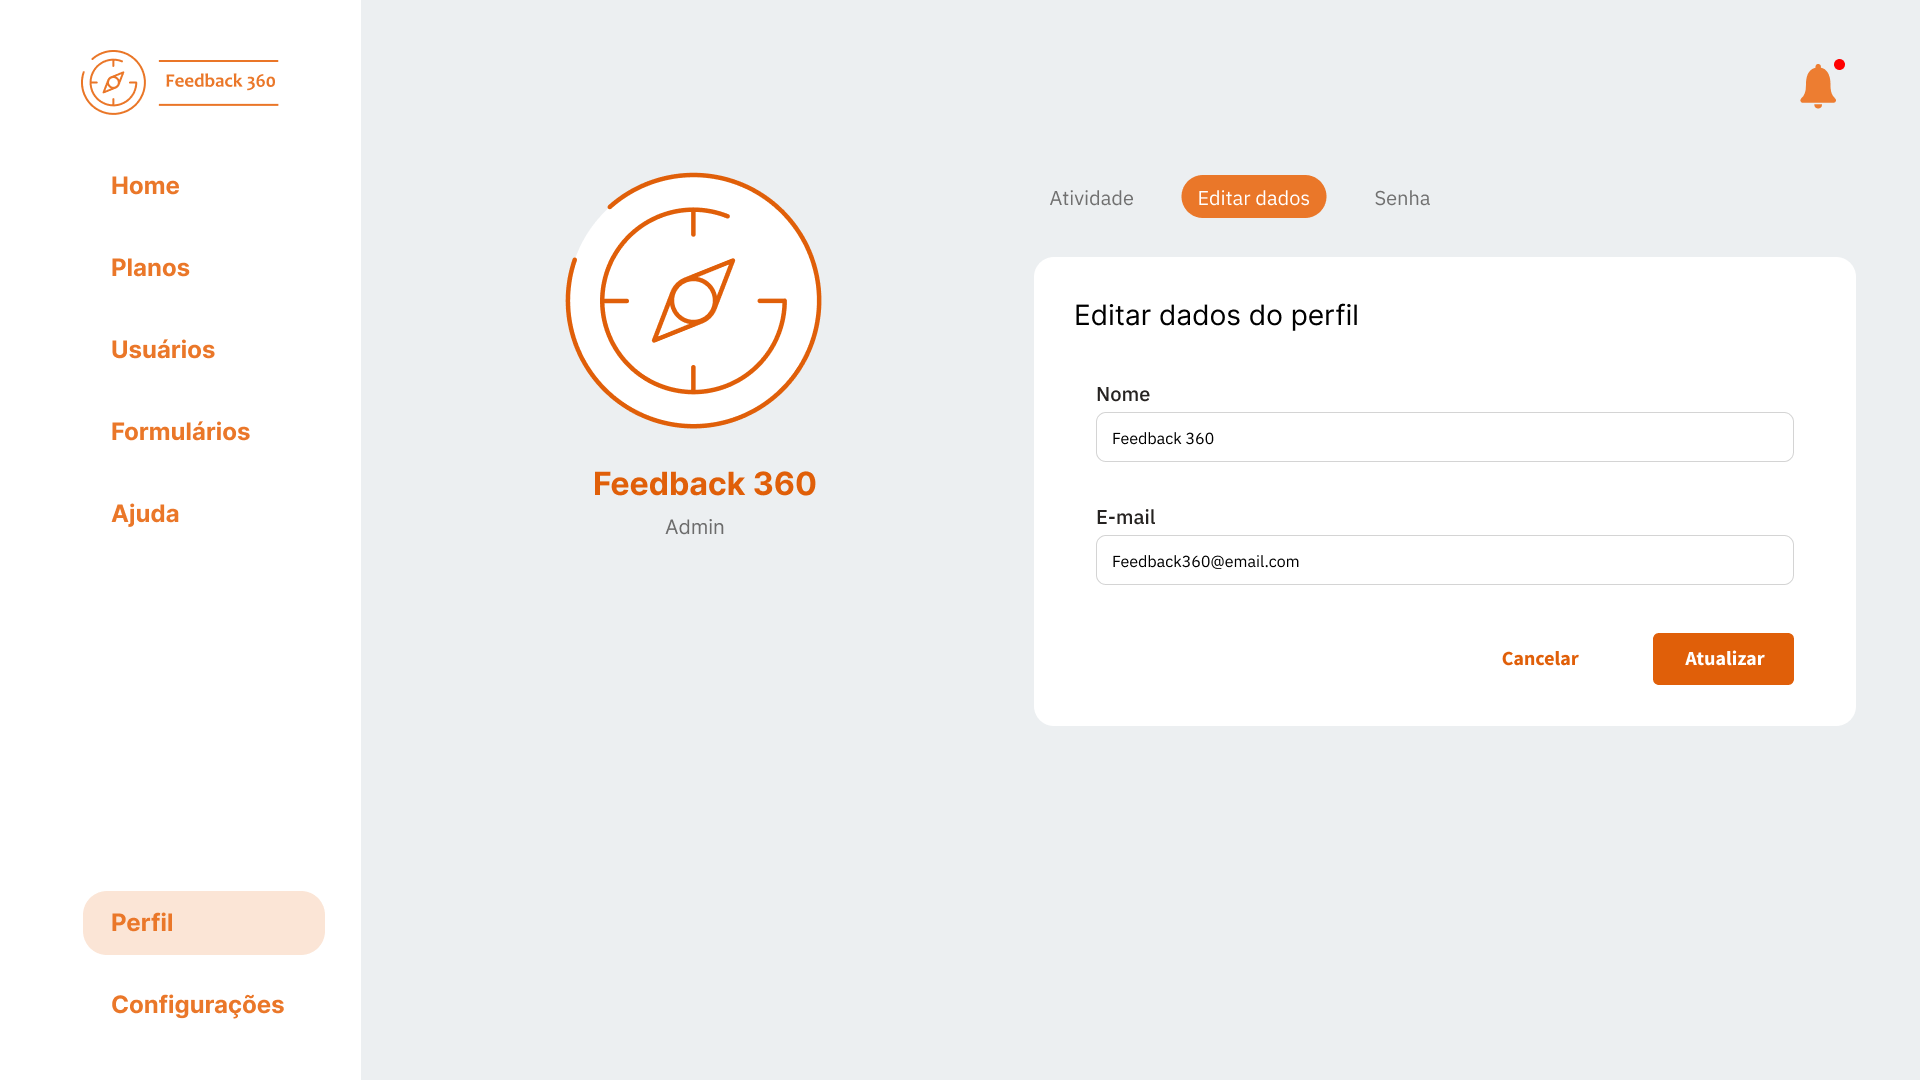 Feedback 360
Home
Planos
Usuários
Formulários
Ajuda
Perfil
Configurações
Feedback 360
Admin
Atividade
Editar dados
Senha
Editar dados do perfil
Nome
Feedback 360
E-mail
Feedback360@email.com
Cancelar
Atualizar